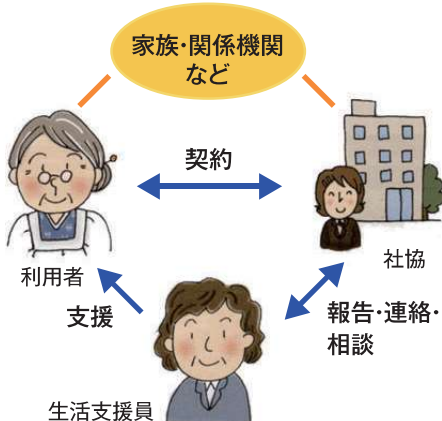 家族・関係機関
など
契約
利用者
社協
支援
報告・連絡・
相談
生活支援員